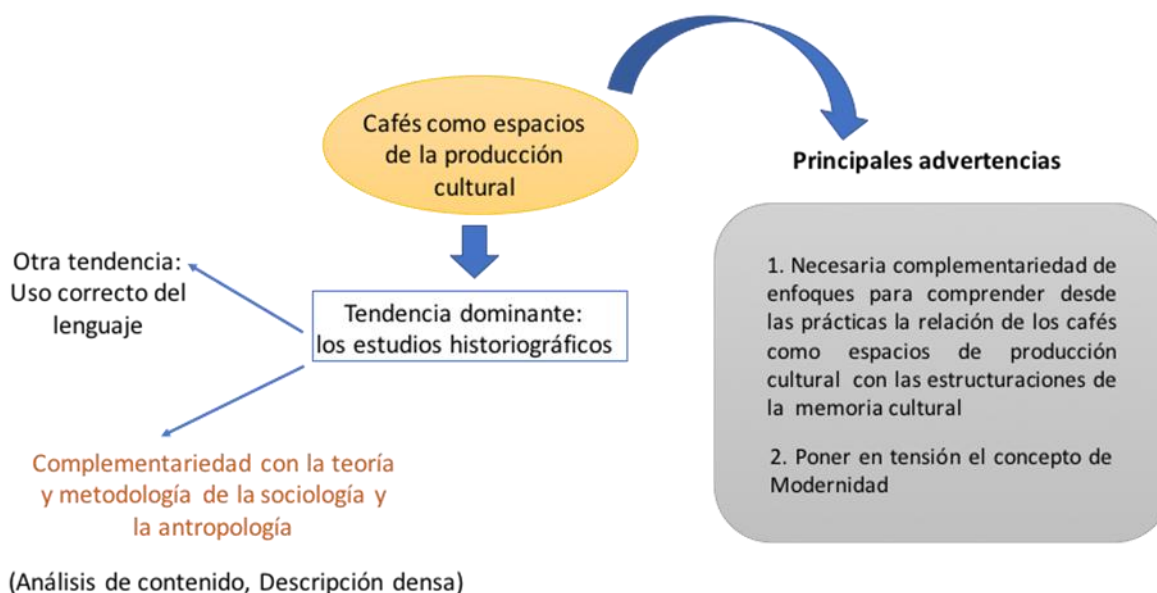 Cafés como espacios
de la producción
cultural
Principales advertencias
Otra tendencia:
Uso correcto del
lenguaje
Tendencia dominante:
los estudios historiográficos
1. Necesaria complementariedad de
enfoques para comprender desde
las prácticas la relación de los cafés
como espacios de producción
cultural con las estructuraciones de
la memoria cultural
2. Poner en tensión el concepto de
Modernidad
Complementariedad con la teoría
y metodología de la sociología y
la antropología
(Análisis de contenido, Descripción densa)